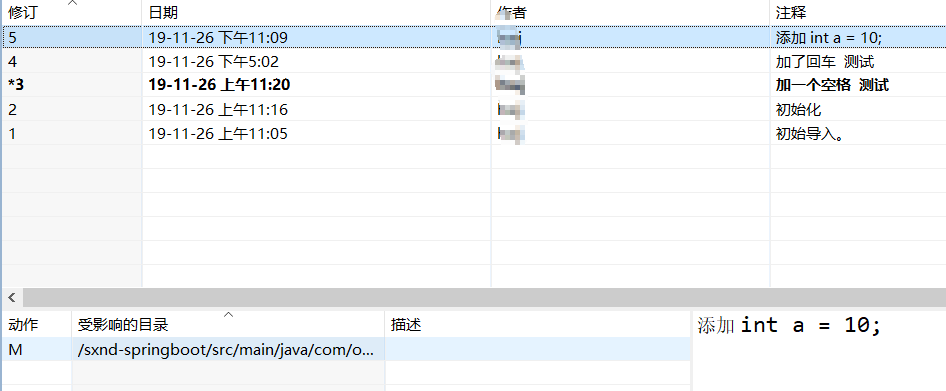 修订 日期 作者 注释
5 19-11-26 下午11:09 添加 int a = 10;
4 19-11-26 下午5:02 加了回车 测试
*3 19-11-26 上午11:20 加一个空格 测试
2 19-11-26 上午11:16 初始化
1 19-11-26 上午11:05 初始导入。
动作 受影响的目录 描述
M /sxnd-springboot/src/main/java/com/o...
添加 int a = 10;